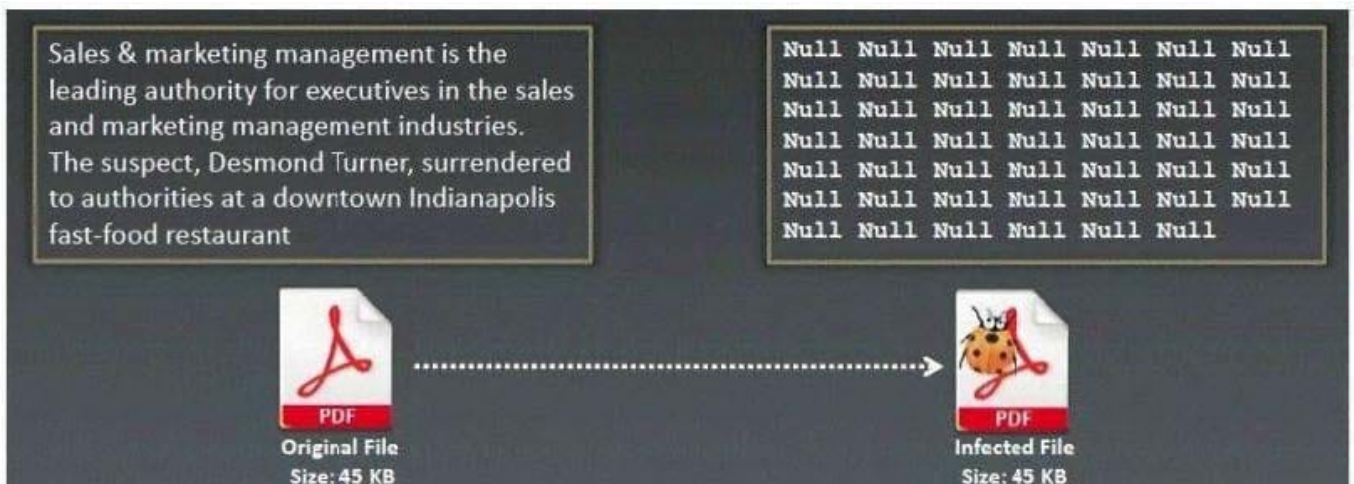 Sales & marketing management is the
leading authority for executives in the sales
and marketing management industries.
The suspect, Desmond Turner, surrendered
to authorities at a downtown Indianapolis
fast-food restaurant
Null Null Null Null Null Null Null
Null Null Null Null Null Null Null
Null Null Null Null Null Null Null
Null Null Null Null Null Null Null
Null Null Null Null Null Null Null
Null Null Null Null Null Null Null
Null Null Null Null Null Null
PDF
Original File
Size: 45 KB
PDF
Infected File
Size: 45 KB